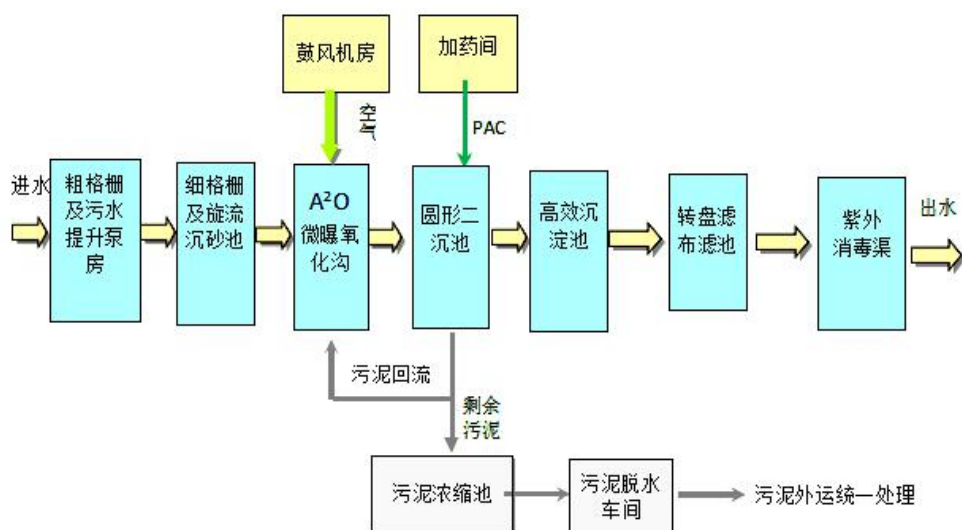 鼓风机房
加药间
空
气
PAC
进水
粗格栅
及污水
提升泵
房
细格栅
及旋流
沉砂池
A²O
微曝氧
化沟
圆形二
沉池
高效沉
淀池
转盘滤
布滤池
紫外
消毒渠
出水
污泥回流
剩余
污泥
污泥浓缩池
污泥脱水
车间
污泥外运统一处理